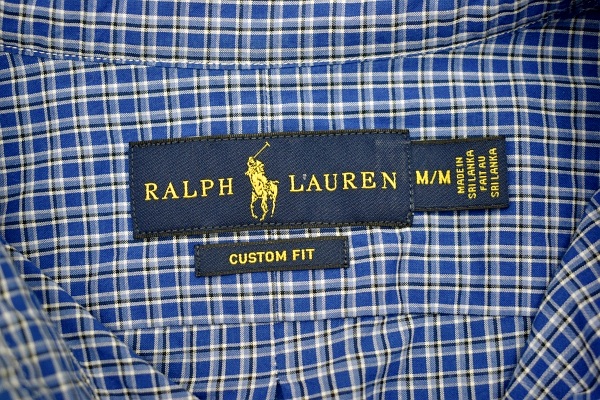 RALPH LAUREN
M/M
MADE IN
SRI LANKA
FAIT AU
SRI LANKA
CUSTOM FIT